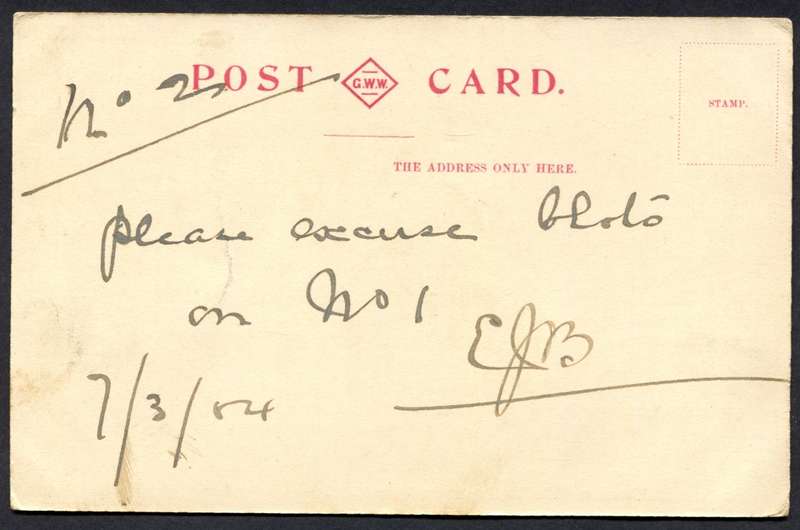 No 2
POST G.W.W. CARD.
STAMP.
THE ADDRESS ONLY HERE.
please excuse blots
on No 1
EJB
7/3/04